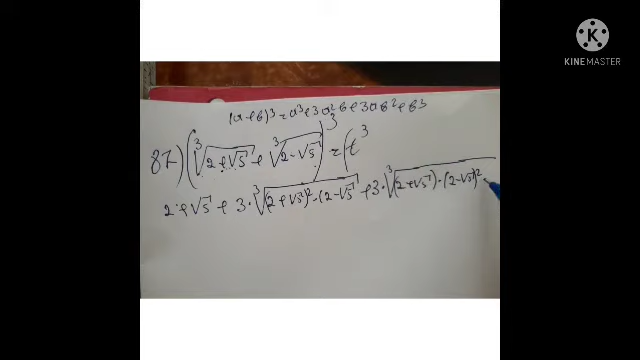 K
KINEMASTER
(a+b)³=a³+3a²b+3ab²+b³
87) (∛(2+√5) + ∛(2-√5))³ = (t)³
2+√5 + 3·∛((2+√5)²·(2-√5)) + 3·∛((2+√5)·(2-√5)²)